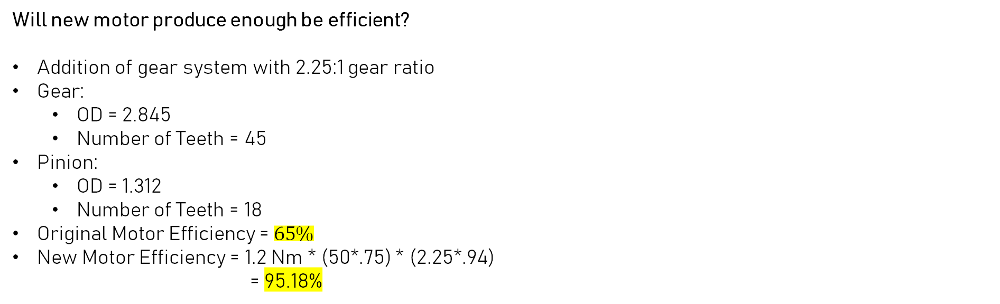 Will new motor produce enough be efficient?
• Addition of gear system with 2.25:1 gear ratio
• Gear:
• OD = 2.845
• Number of Teeth = 45
• Pinion:
• OD = 1.312
• Number of Teeth = 18
• Original Motor Efficiency = 65%
• New Motor Efficiency = 1.2 Nm * (50*.75) * (2.25*.94)
= 95.18%